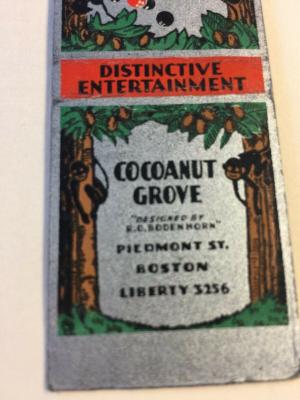 DISTINCTIVE
ENTERTAINMENT
COCOANUT
GROVE
"DESIGNED BY
R.C. BODENHORN"
PIEDMONT ST.
BOSTON
LIBERTY 3256